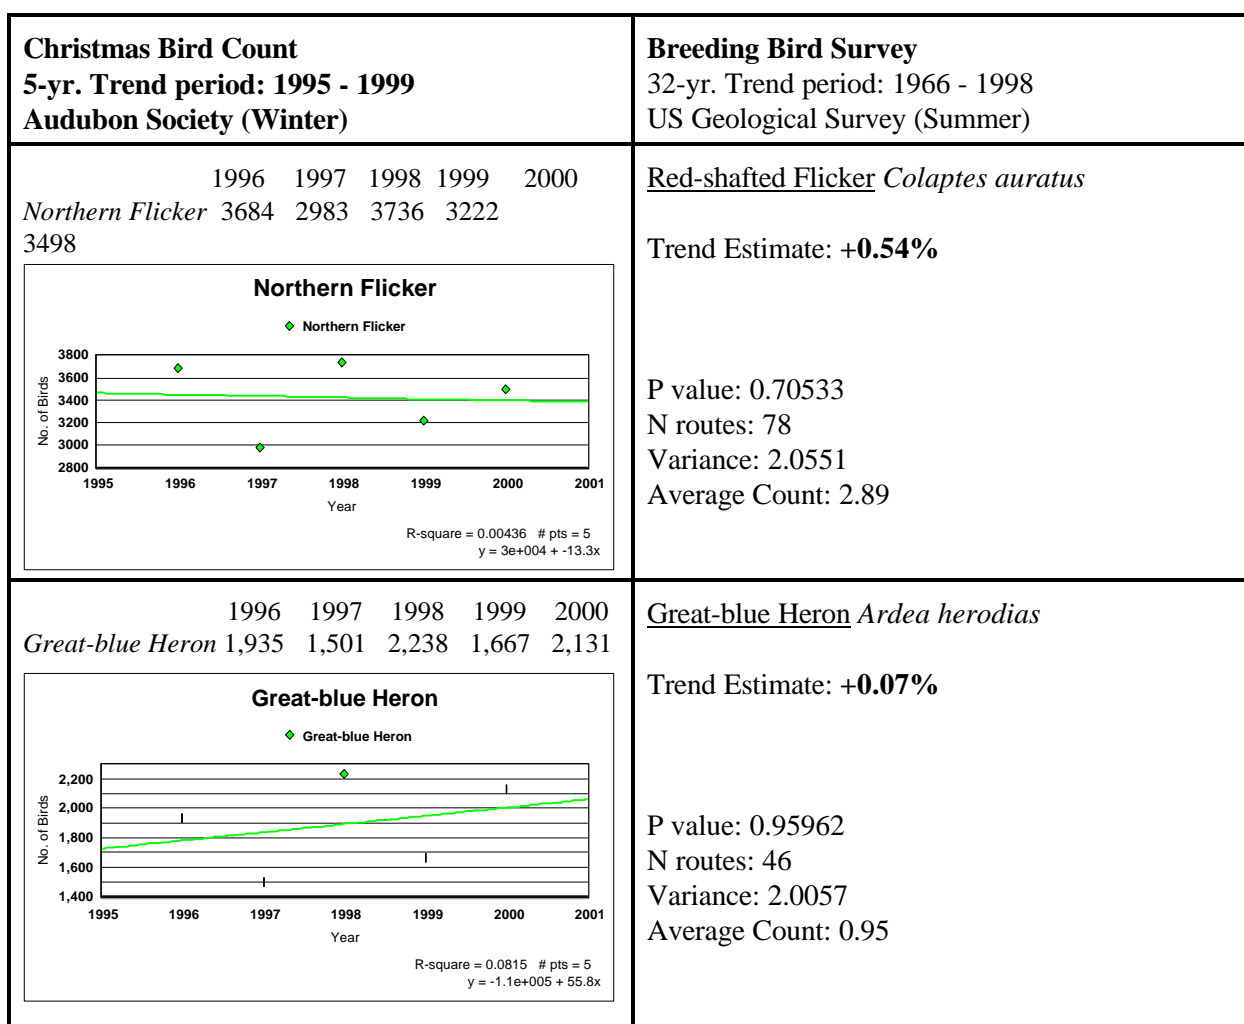 Christmas Bird Count
5-yr. Trend period: 1995 - 1999
Audubon Society (Winter)
Breeding Bird Survey
32-yr. Trend period: 1966 - 1998
US Geological Survey (Summer)
1996 1997 1998 1999 2000
Northern Flicker 3684 2983 3736 3222
3498
Northern Flicker
Northern Flicker
3800
3600
3400
3200
3000
2800
No. of Birds
1995 1996 1997 1998 1999 2000 2001
Year
R-square = 0.00436 # pts = 5
y = 3e+004 + -13.3x
Red-shafted Flicker Colaptes auratus
Trend Estimate: +0.54%
P value: 0.70533
N routes: 78
Variance: 2.0551
Average Count: 2.89
1996 1997 1998 1999 2000
Great-blue Heron 1,935 1,501 2,238 1,667 2,131
Great-blue Heron
Great-blue Heron
2,200
2,000
1,800
1,600
1,400
No. of Birds
1995 1996 1997 1998 1999 2000 2001
Year
R-square = 0.0815 # pts = 5
y = -1.1e+005 + 55.8x
Great-blue Heron Ardea herodias
Trend Estimate: +0.07%
P value: 0.95962
N routes: 46
Variance: 2.0057
Average Count: 0.95